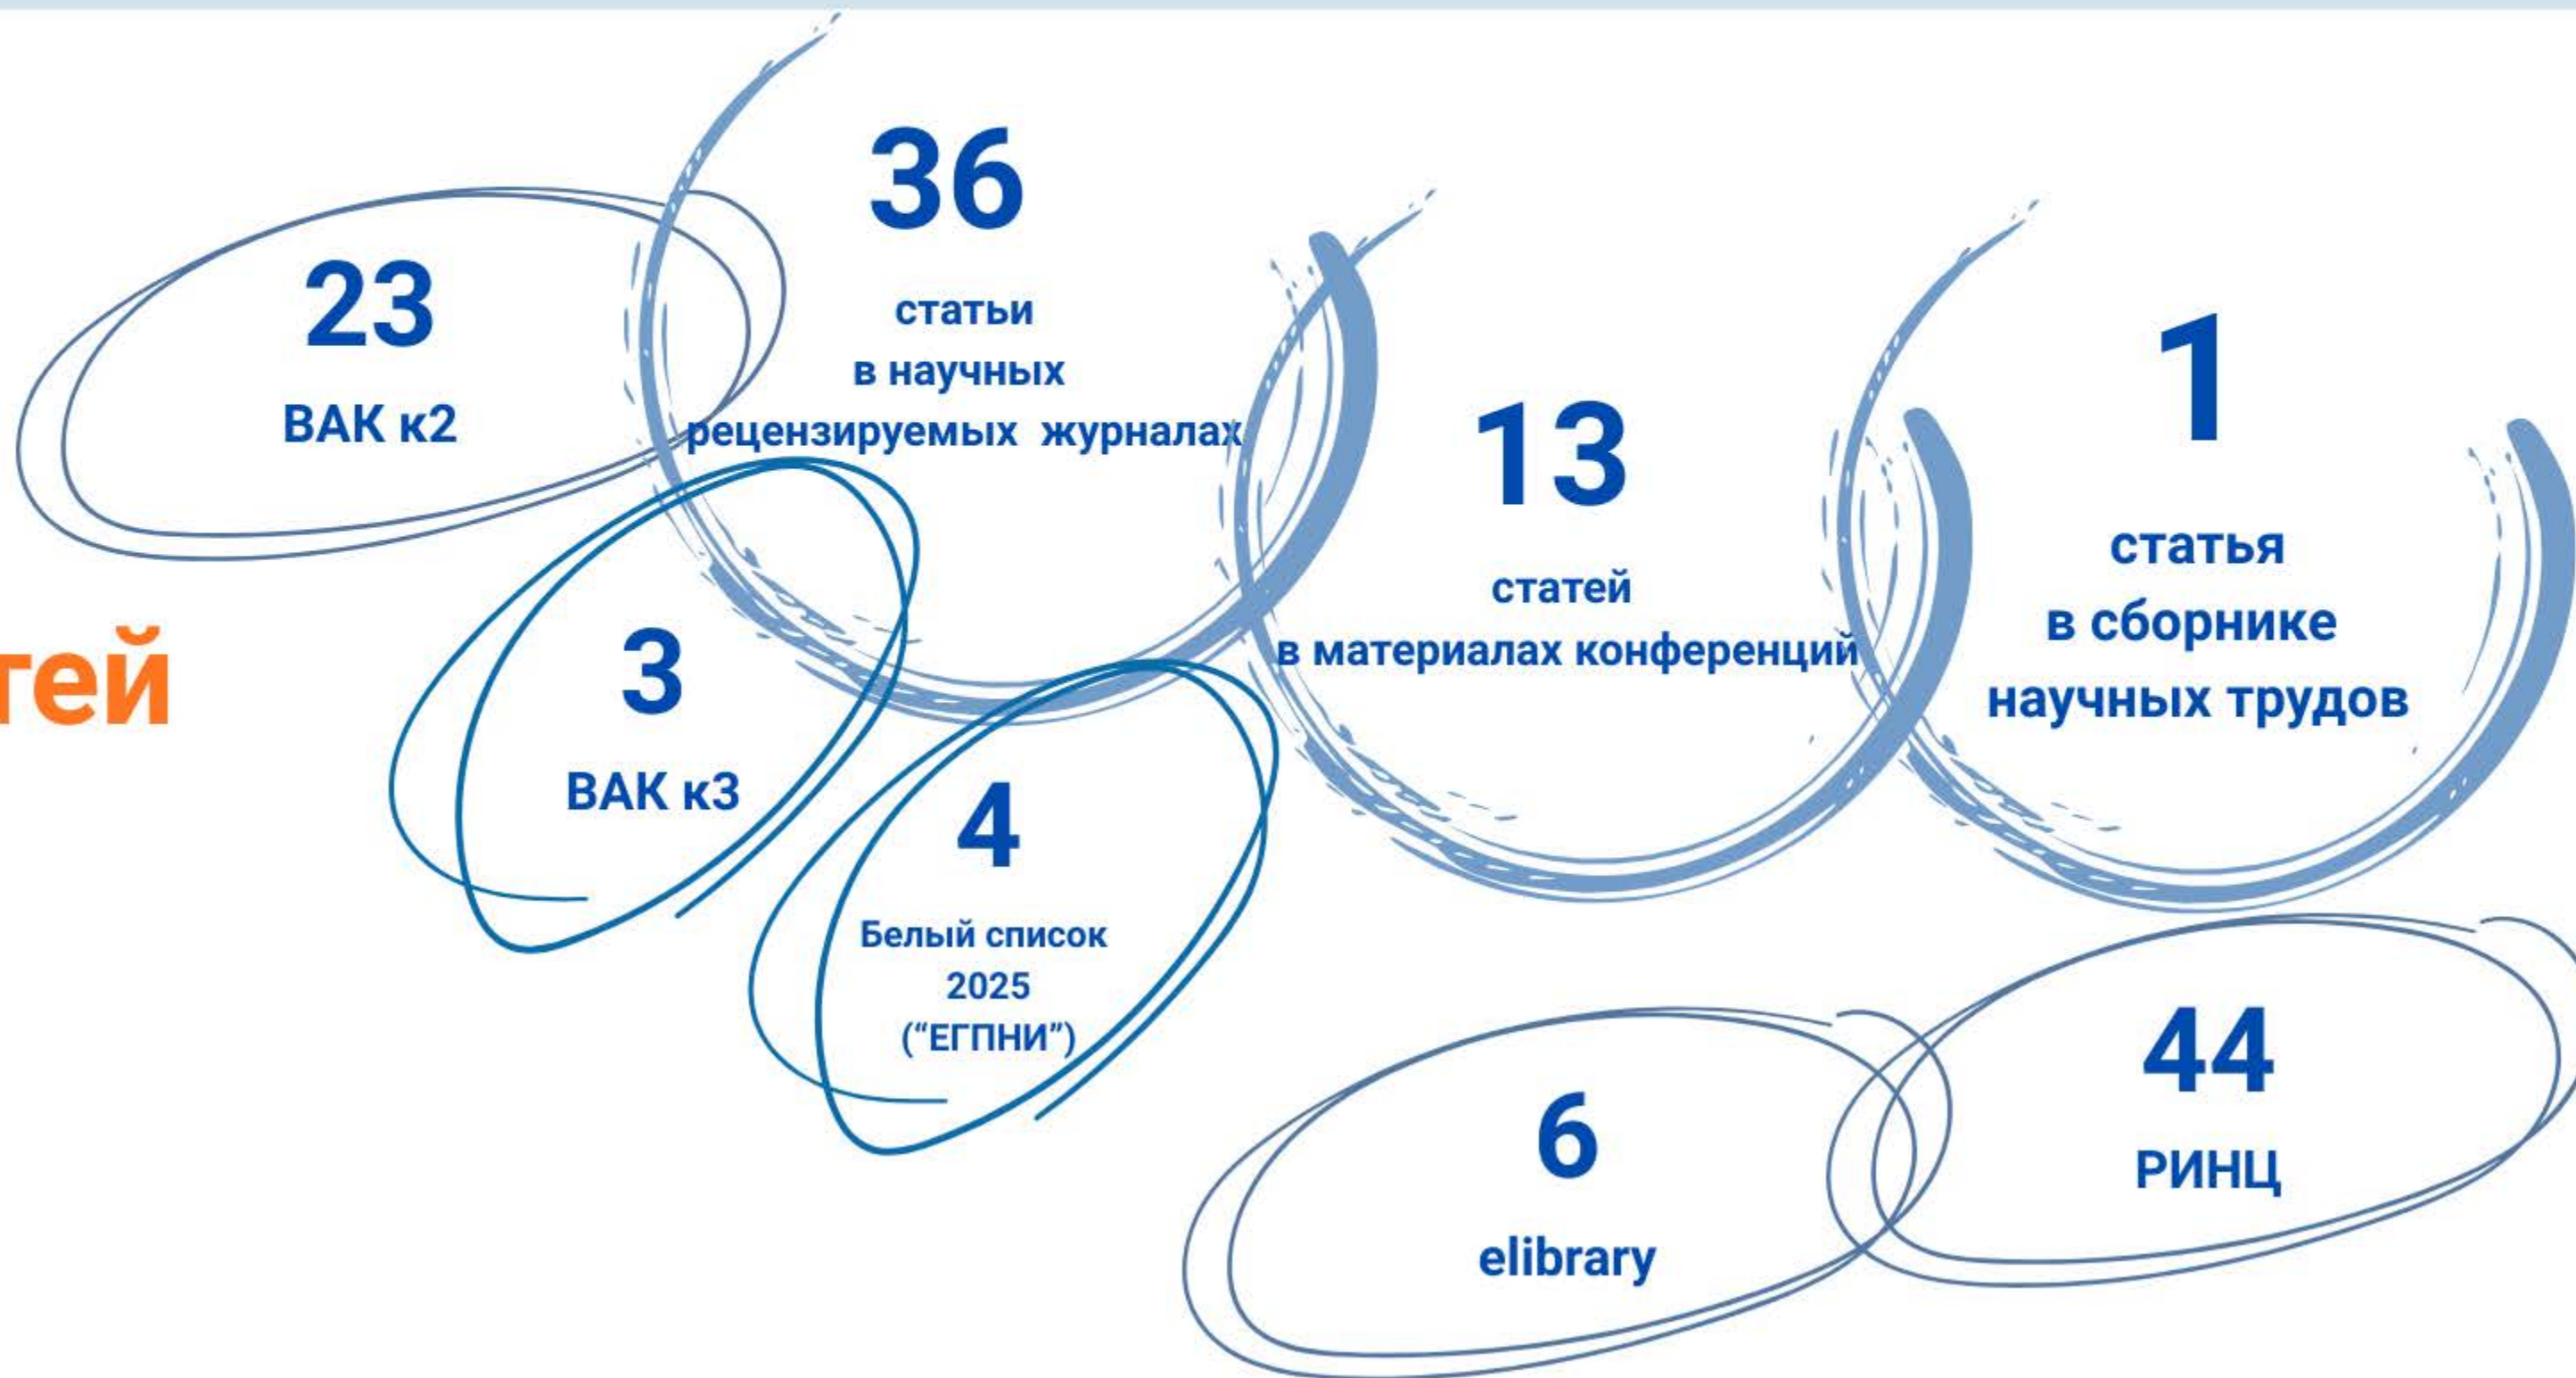 36
статьи
в научных
рецензируемых журналах
23
ВАК к2
13
статей
в материалах конференций
1
статья
в сборнике
научных трудов
3
ВАК к3
4
Белый список
2025
(“ЕГПНИ”)
6
elibrary
44
РИНЦ